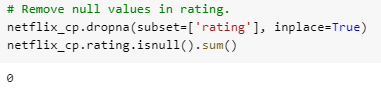 # Remove null values in rating.
netflix_cp.dropna(subset=['rating'], inplace=True)
netflix_cp.rating.isnull().sum()
0